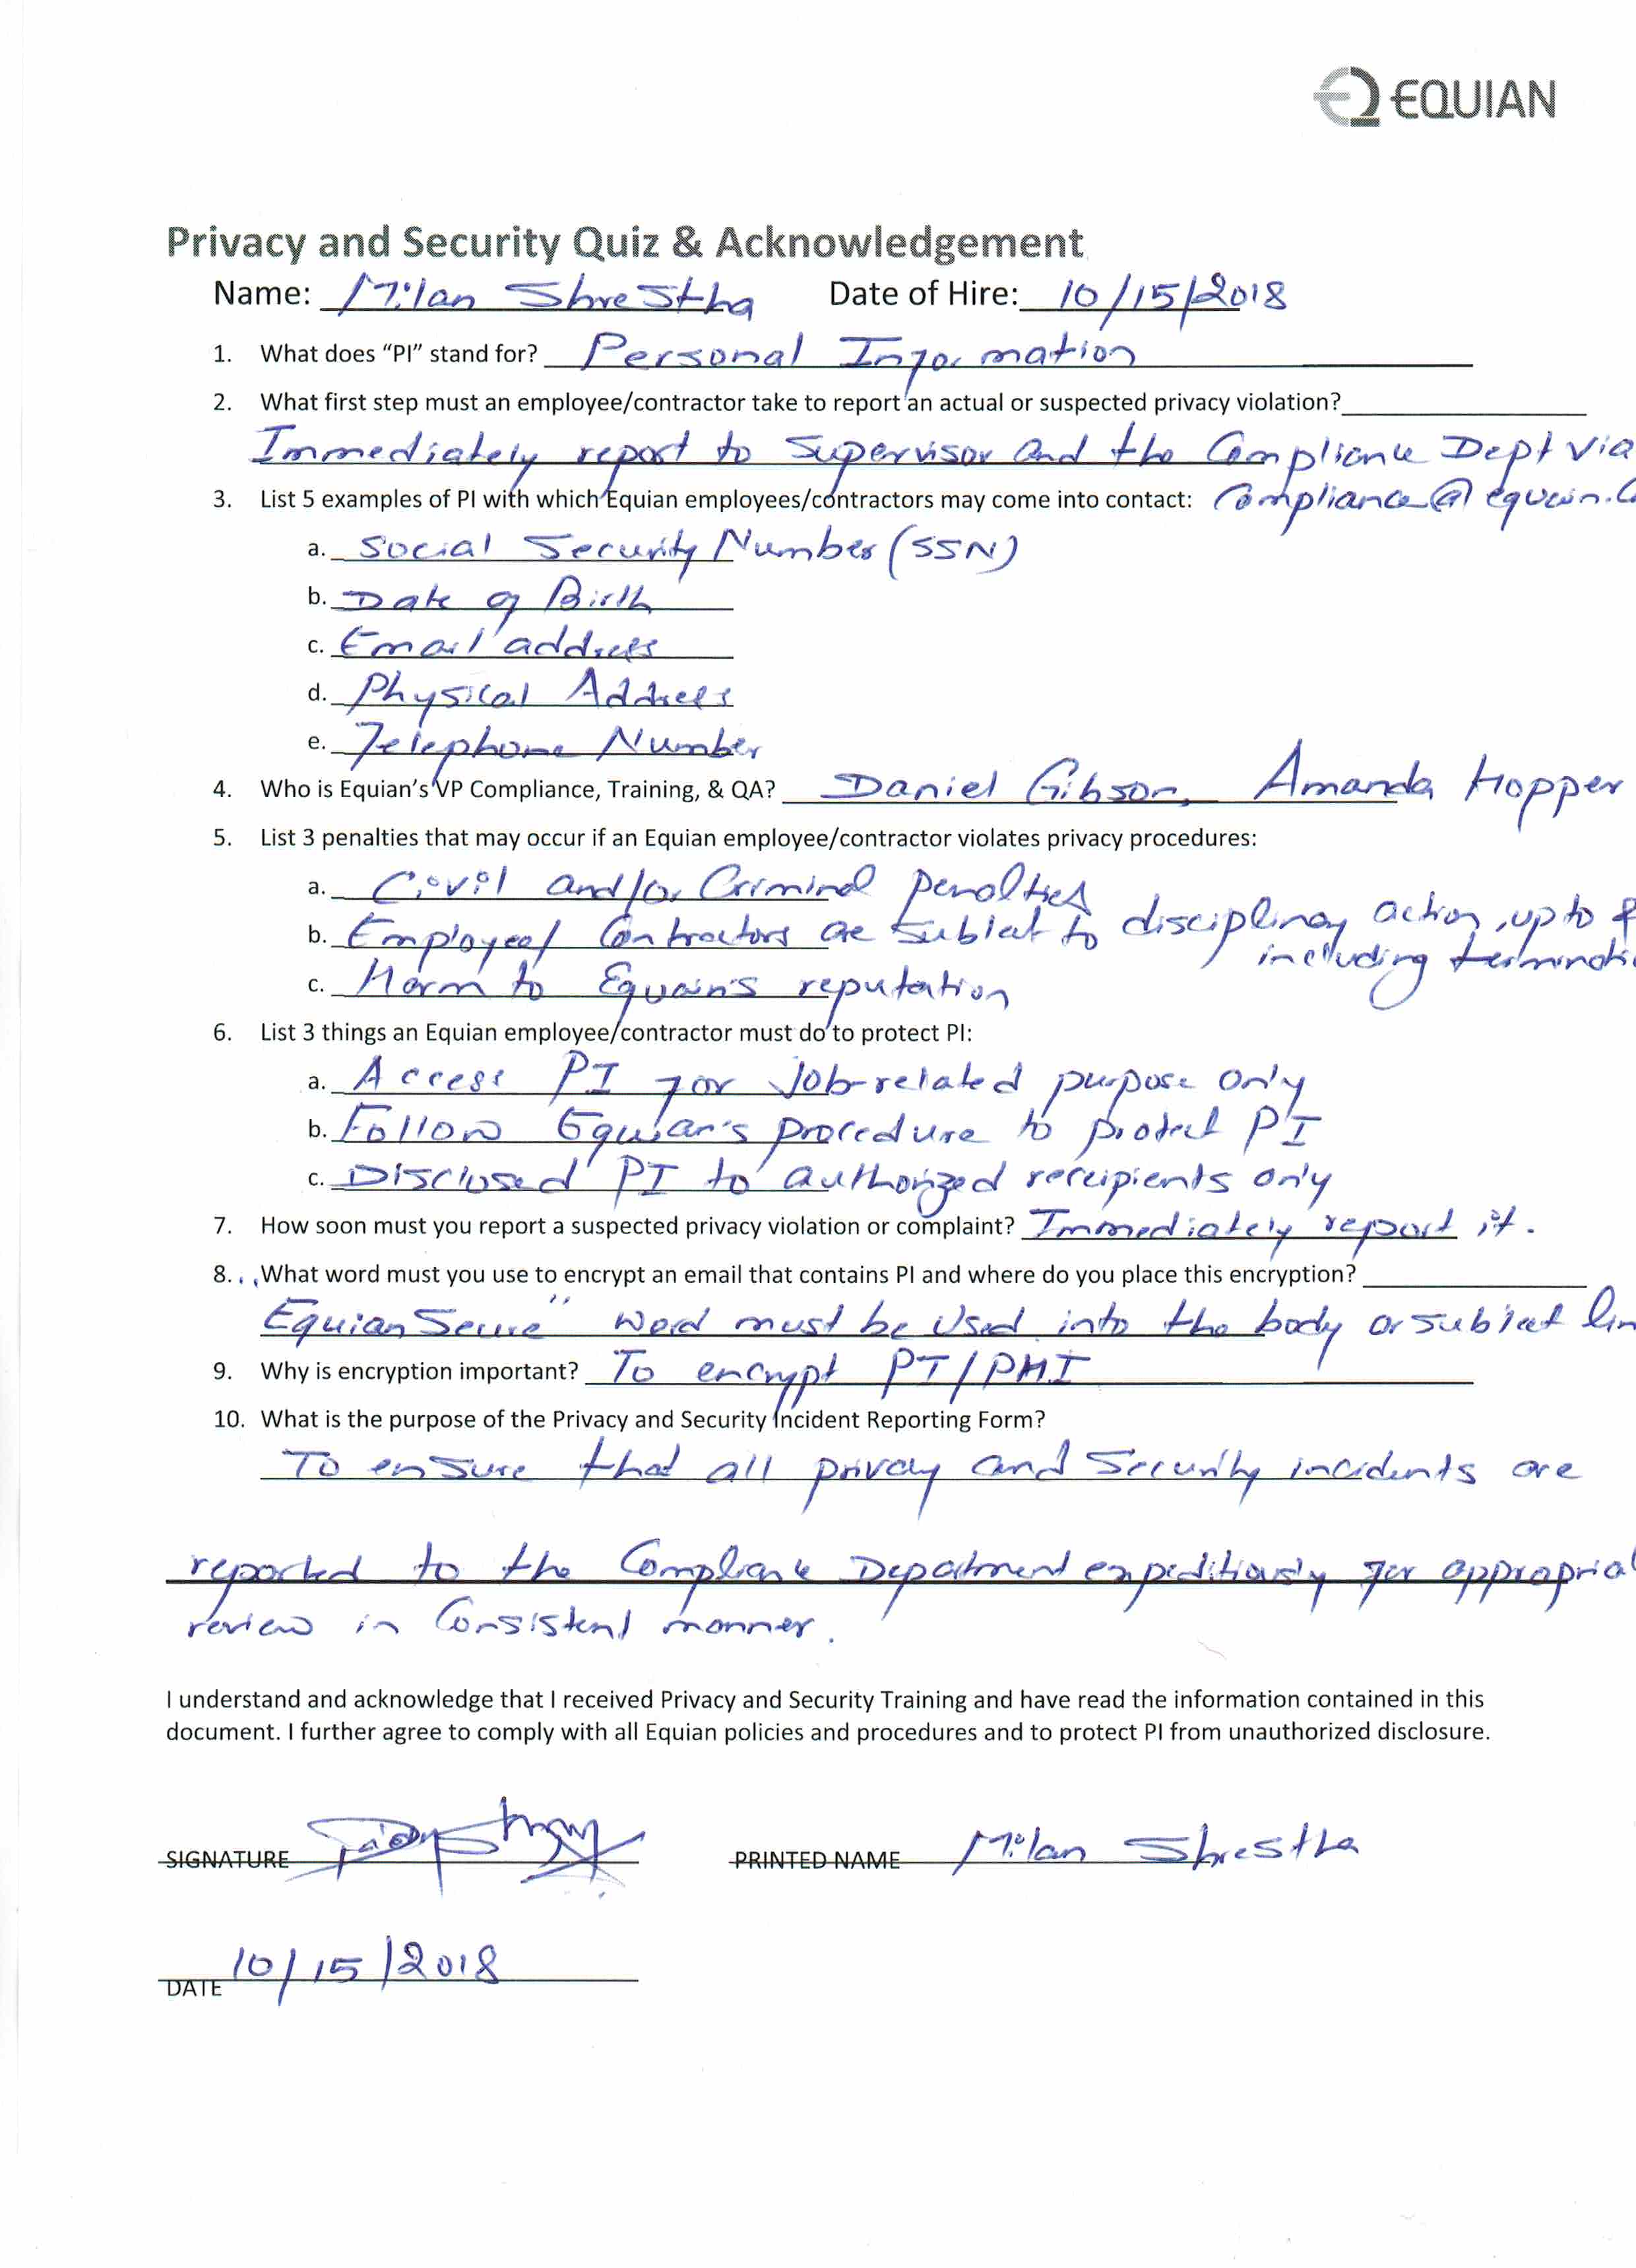 EQUIAN
Privacy and Security Quiz & Acknowledgement
Name: Milan Shrestha Date of Hire: 10/15/2018
1. What does "PI" stand for? Personal Information
2. What first step must an employee/contractor take to report an actual or suspected privacy violation?
Immediately report to Supervisor and the Compliance Dept via
3. List 5 examples of PI with which Equian employees/contractors may come into contact: Compliance@equain.
a. Social Security Number (SSN)
b. Date of Birth
c. Email address
d. Physical Address
e. Telephone Number
4. Who is Equian's VP Compliance, Training, & QA? Daniel Gibson, Amanda Hopper
5. List 3 penalties that may occur if an Equian employee/contractor violates privacy procedures:
a. Civil and/or Criminal penalties
b. Employee/Contractors are subject to disciplinary action, up to &
including terminati
c. Harm to Equain's reputation
6. List 3 things an Equian employee/contractor must do to protect PI:
a. Access PI for job-related purpose only
b. Follow Equian's procedure to protect PI
c. Disclosed PI to authorized recipients only
7. How soon must you report a suspected privacy violation or complaint? Immediately report it.
8. What word must you use to encrypt an email that contains PI and where do you place this encryption?
"EquianSecure" word must be used into the body or subject lin
9. Why is encryption important? To encrypt PI/PHI
10. What is the purpose of the Privacy and Security Incident Reporting Form?
To ensure that all privacy and Security incidents are
reported to the Compliance Department expeditiously for appropria
review in Consistent manner.
I understand and acknowledge that I received Privacy and Security Training and have read the information contained in this
document. I further agree to comply with all Equian policies and procedures and to protect PI from unauthorized disclosure.
SIGNATURE PRINTED NAME Milan Shrestha
DATE 10/15/2018